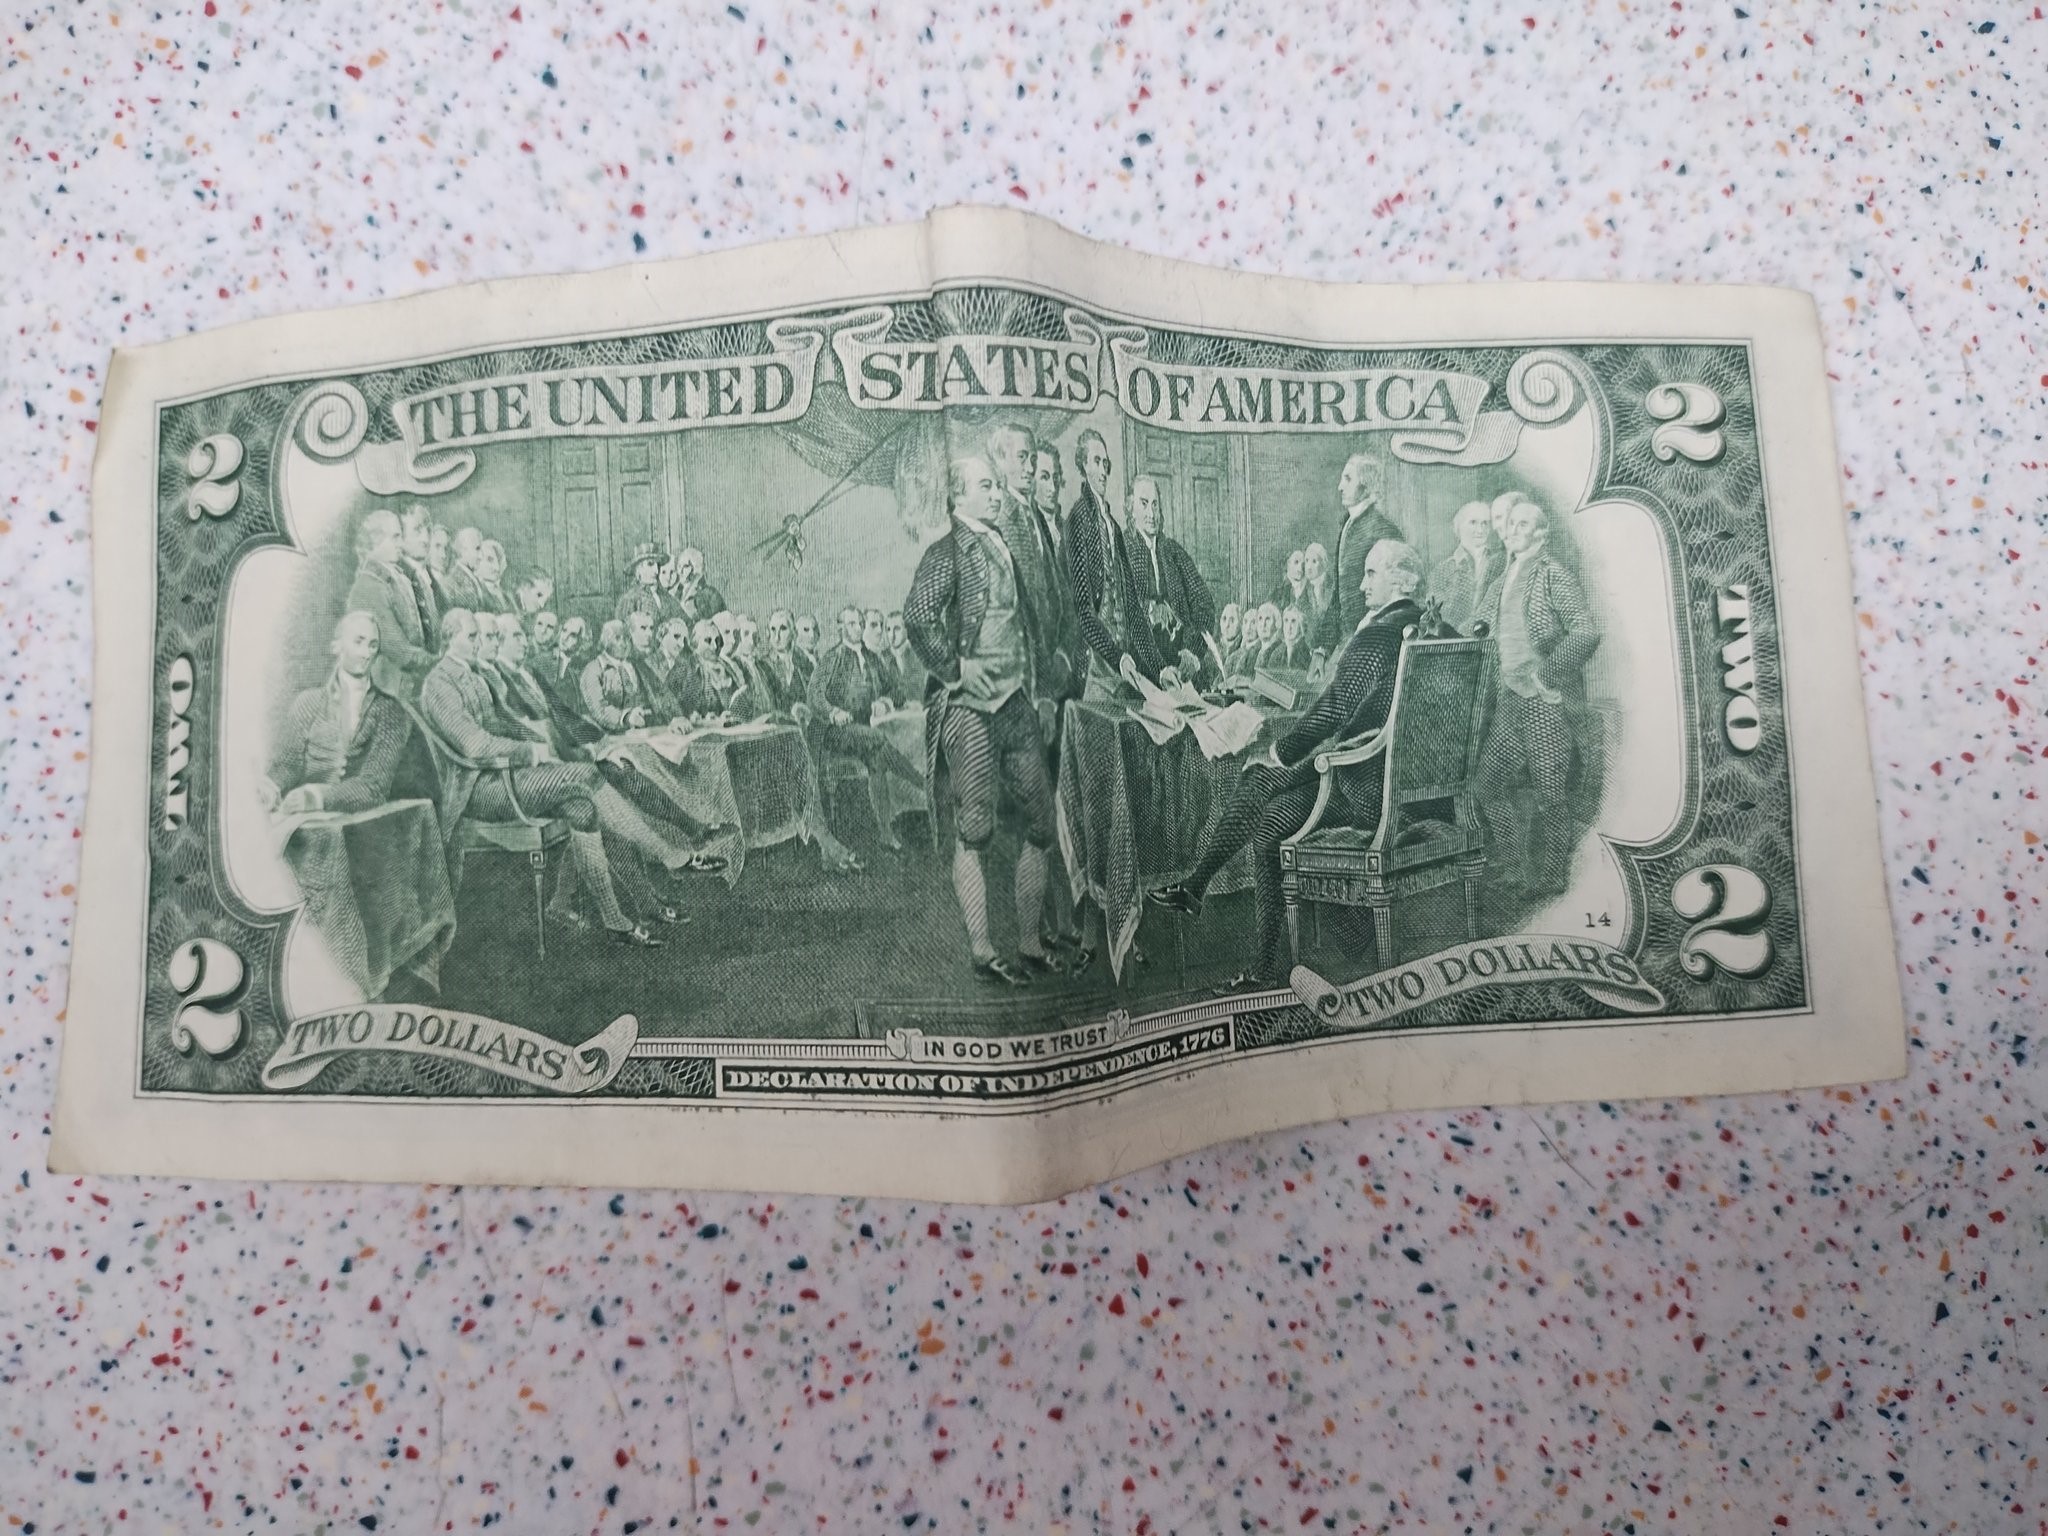 THE UNITED STATES OF AMERICA
2
2
TWO
TWO
2
2
14
TWO DOLLARS
TWO DOLLARS
IN GOD WE TRUST
DECLARATION OF INDEPENDENCE, 1776